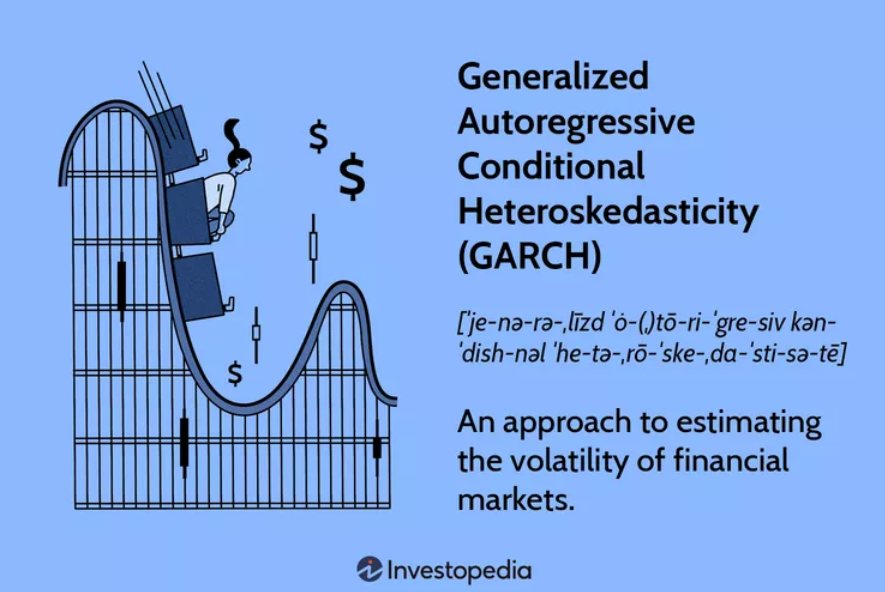 Generalized
Autoregressive
Conditional
Heteroskedasticity
(GARCH)
[ˈje-nə-rə-ˌlīzd ˈȯ-(ˌ)tō-ri-ˈgre-siv kən-
ˈdish-nəl ˈhe-tə-ˌrō-ˈske-ˌdɑ-ˈsti-sə-tē]
An approach to estimating
the volatility of financial
markets.
$
$
$
Investopedia